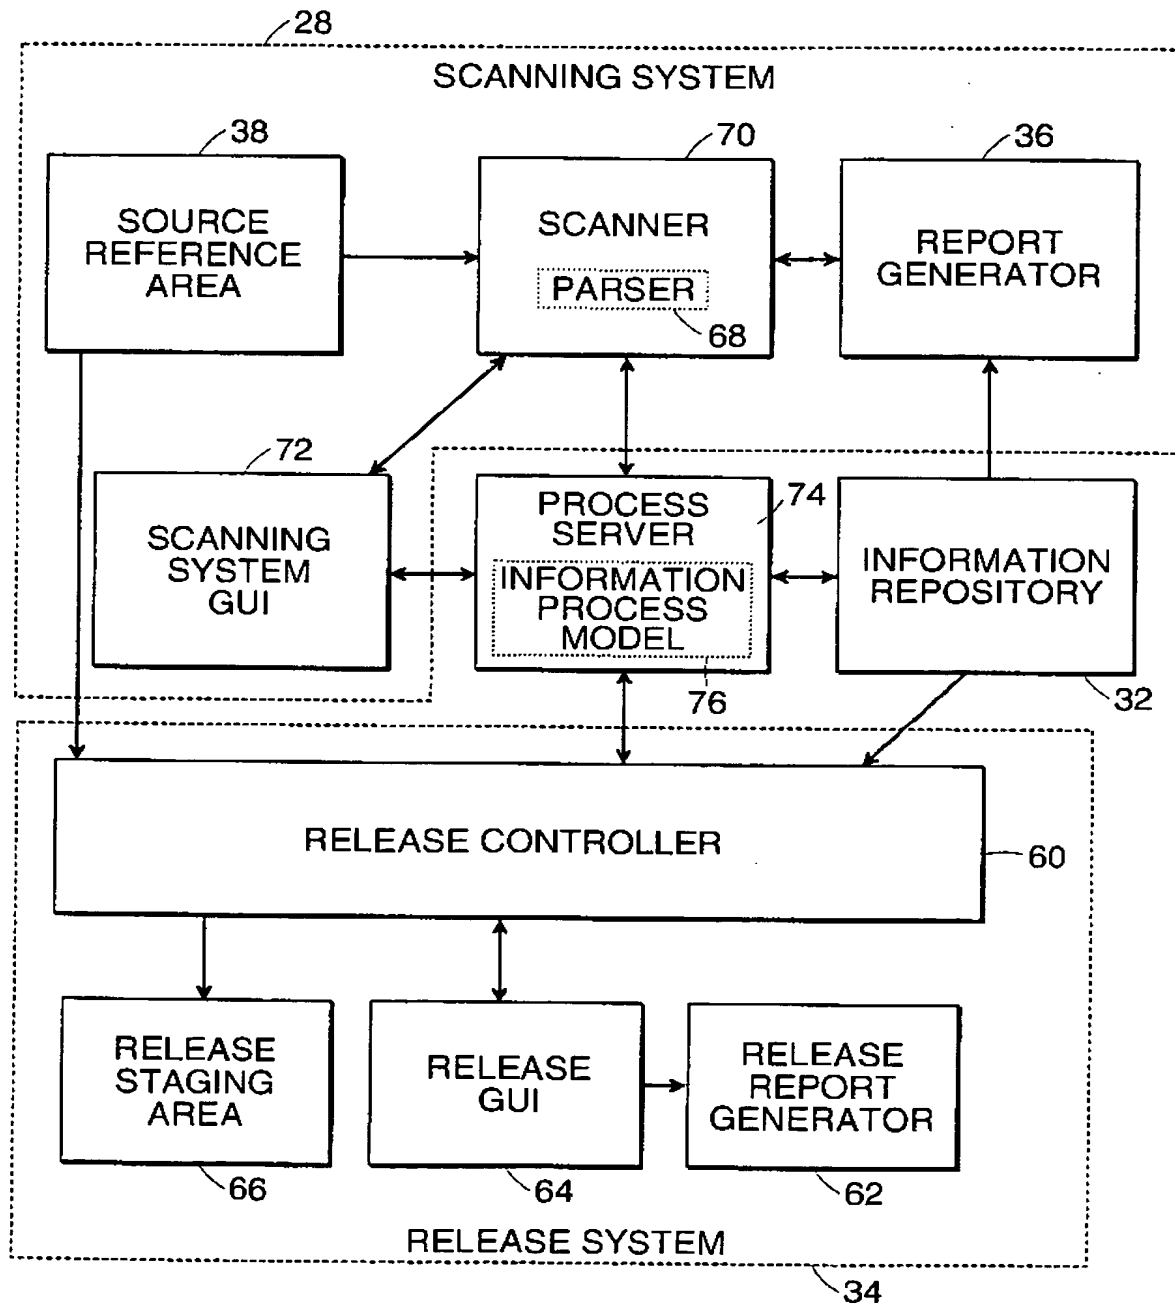 28
SCANNING SYSTEM
38
70
36
SOURCE
REFERENCE
AREA
SCANNER
PARSER
68
REPORT
GENERATOR
72
SCANNING
SYSTEM
GUI
PROCESS
SERVER
74
INFORMATION
PROCESS
MODEL
76
INFORMATION
REPOSITORY
32
RELEASE CONTROLLER
60
RELEASE
STAGING
AREA
66
RELEASE
GUI
64
RELEASE
REPORT
GENERATOR
62
RELEASE SYSTEM
34